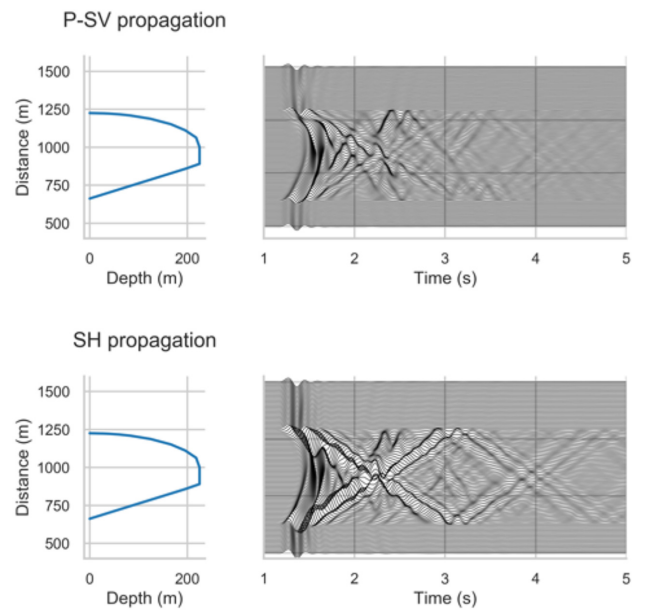 P-SV propagation
Distance (m)
1500
1250
1000
750
500
0 200
Depth (m)
1 2 3 4 5
Time (s)
SH propagation
Distance (m)
1500
1250
1000
750
500
0 200
Depth (m)
1 2 3 4 5
Time (s)